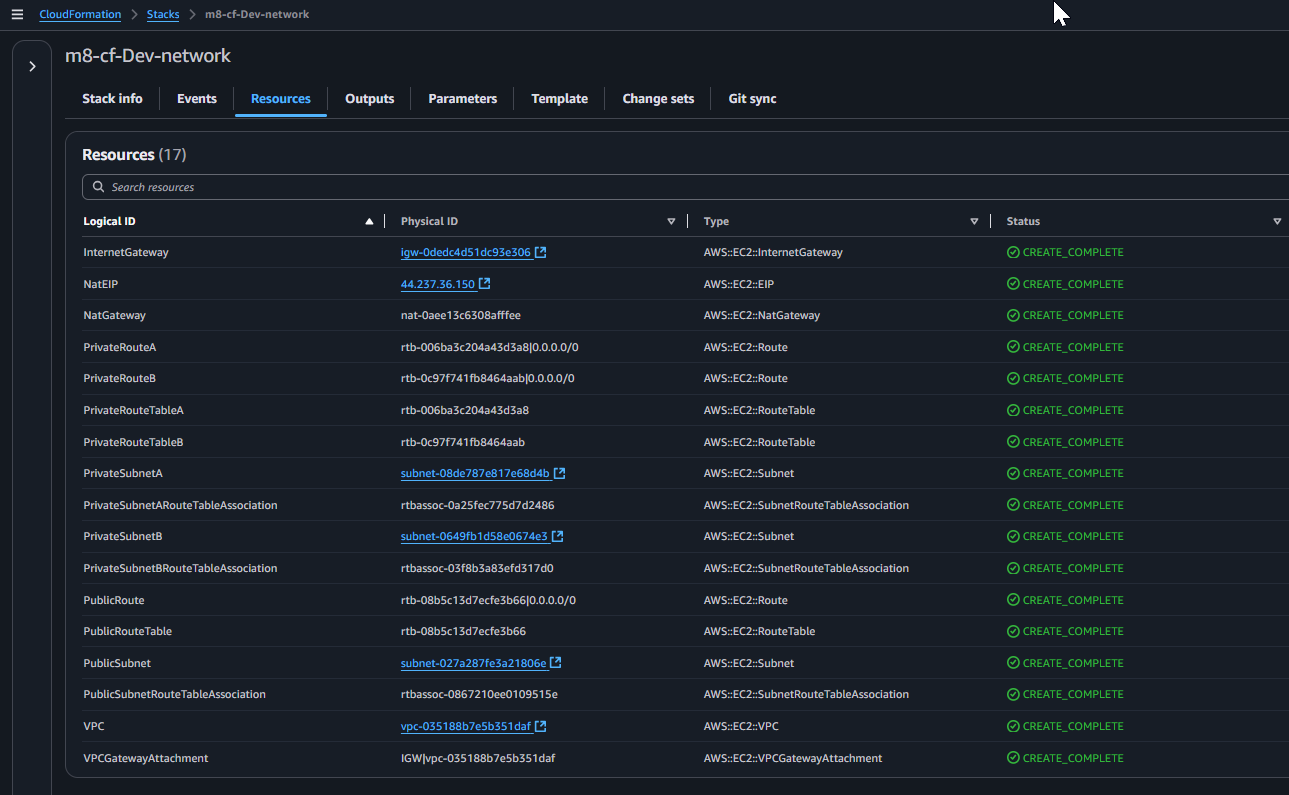 CloudFormation > Stacks > m8-cf-Dev-network
m8-cf-Dev-network
Stack info Events Resources Outputs Parameters Template Change sets Git sync
Resources (17)
Search resources
Logical ID Physical ID Type Status
InternetGateway igw-0dedc4d51dc93e306 AWS::EC2::InternetGateway CREATE_COMPLETE
NatEIP 44.237.36.150 AWS::EC2::EIP CREATE_COMPLETE
NatGateway nat-0aee13c6308afffee AWS::EC2::NatGateway CREATE_COMPLETE
PrivateRouteA rtb-006ba3c204a43d3a8|0.0.0.0/0 AWS::EC2::Route CREATE_COMPLETE
PrivateRouteB rtb-0c97f741fb8464aab|0.0.0.0/0 AWS::EC2::Route CREATE_COMPLETE
PrivateRouteTableA rtb-006ba3c204a43d3a8 AWS::EC2::RouteTable CREATE_COMPLETE
PrivateRouteTableB rtb-0c97f741fb8464aab AWS::EC2::RouteTable CREATE_COMPLETE
PrivateSubnetA subnet-08de787e817e68d4b AWS::EC2::Subnet CREATE_COMPLETE
PrivateSubnetARouteTableAssociation rtbassoc-0a25fec775d7d2486 AWS::EC2::SubnetRouteTableAssociation CREATE_COMPLETE
PrivateSubnetB subnet-0649fb1d58e0674e3 AWS::EC2::Subnet CREATE_COMPLETE
PrivateSubnetBRouteTableAssociation rtbassoc-03f8b3a83efd317d0 AWS::EC2::SubnetRouteTableAssociation CREATE_COMPLETE
PublicRoute rtb-08b5c13d7ecfe3b66|0.0.0.0/0 AWS::EC2::Route CREATE_COMPLETE
PublicRouteTable rtb-08b5c13d7ecfe3b66 AWS::EC2::RouteTable CREATE_COMPLETE
PublicSubnet subnet-027a287fe3a21806e AWS::EC2::Subnet CREATE_COMPLETE
PublicSubnetRouteTableAssociation rtbassoc-0867210ee0109515e AWS::EC2::SubnetRouteTableAssociation CREATE_COMPLETE
VPC vpc-035188b7e5b351daf AWS::EC2::VPC CREATE_COMPLETE
VPCGatewayAttachment IGW|vpc-035188b7e5b351daf AWS::EC2::VPCGatewayAttachment CREATE_COMPLETE